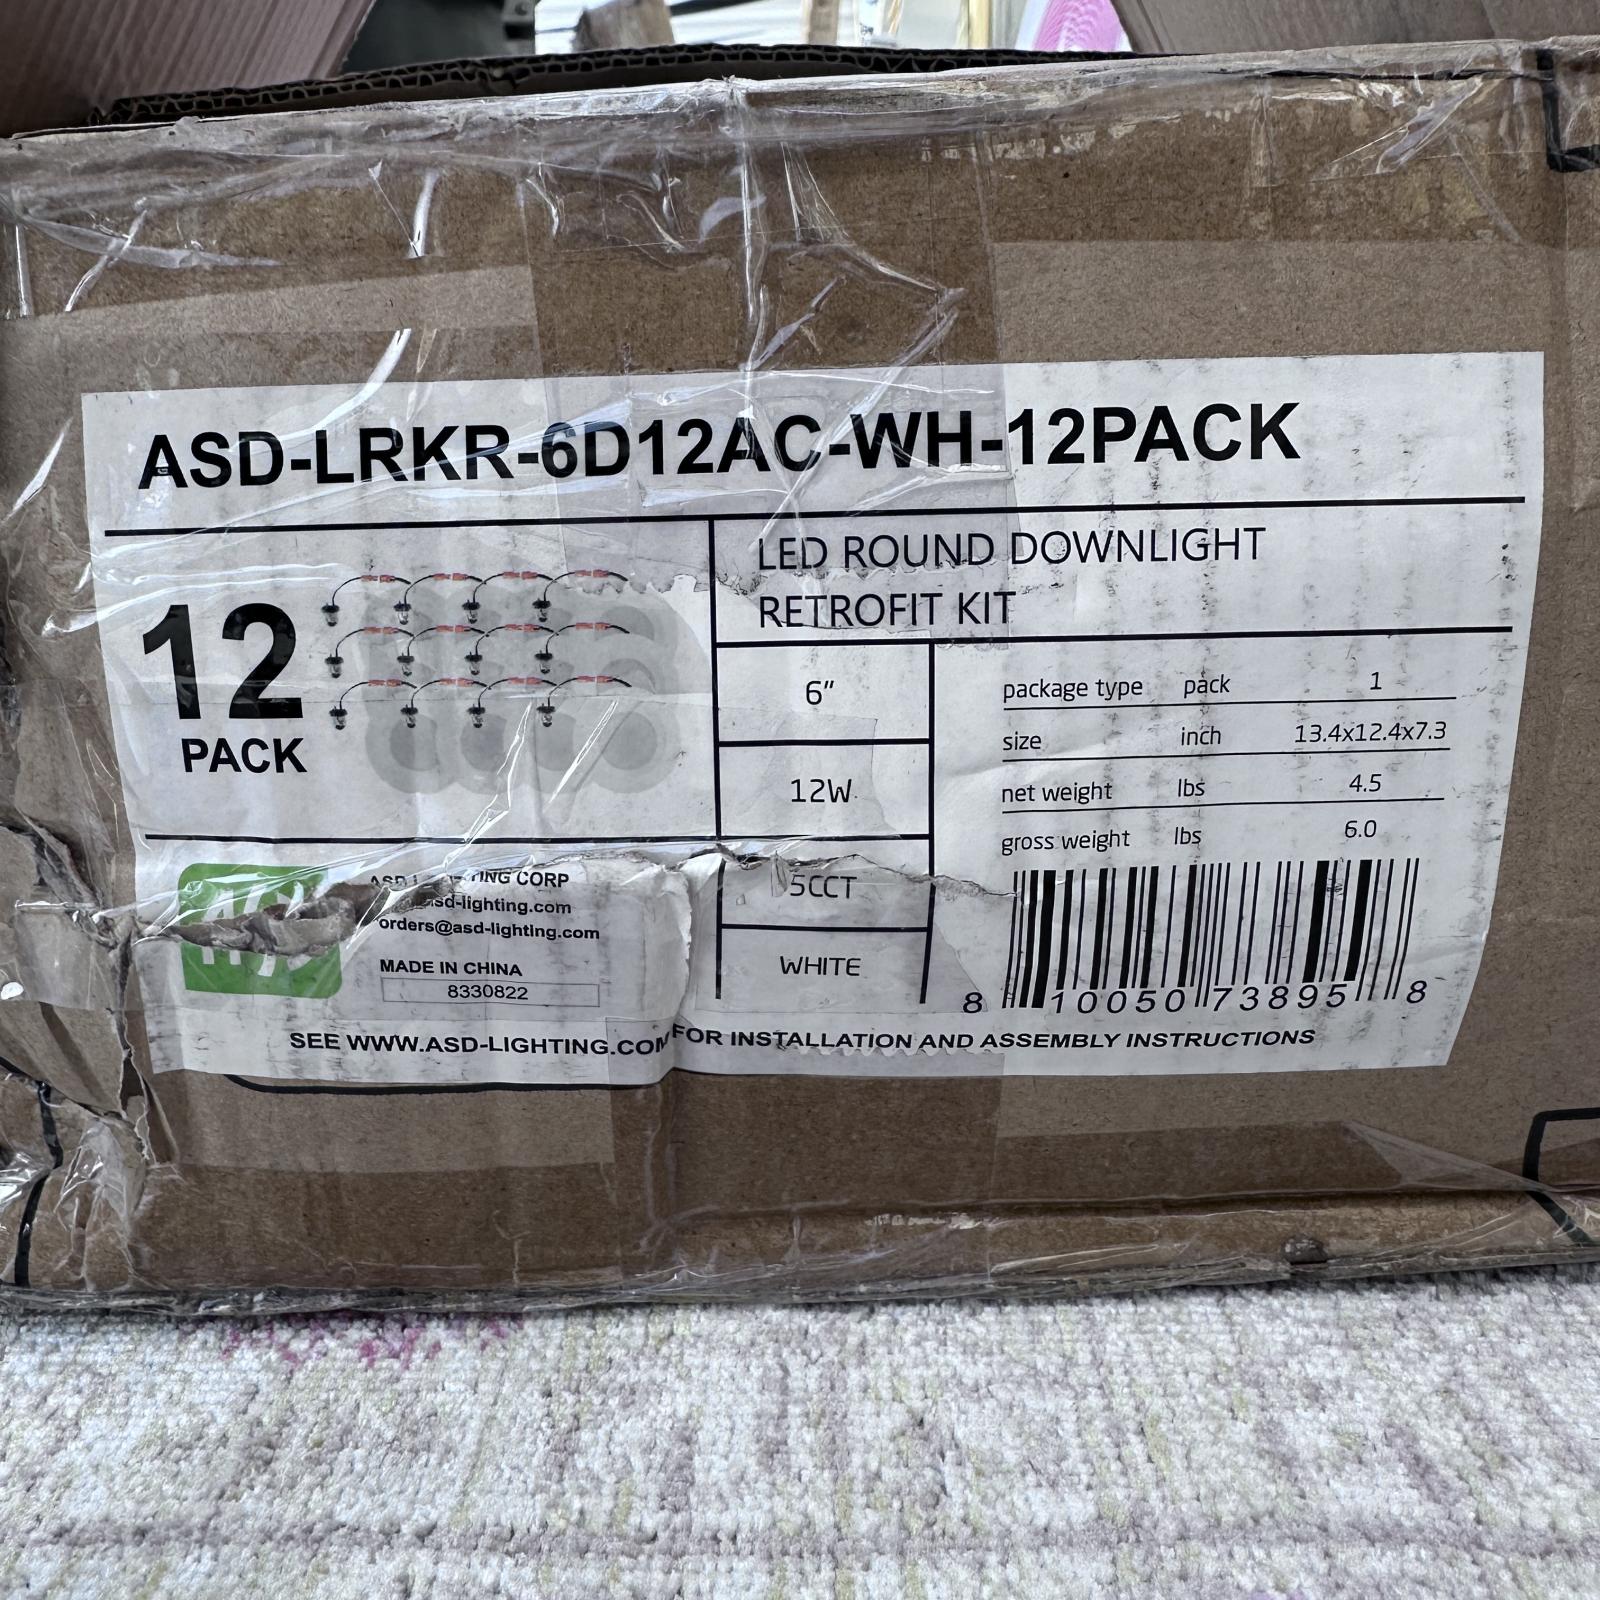 ASD-LRKR-6D12AC-WH-12PACK
12
PACK
LED ROUND DOWNLIGHT
RETROFIT KIT
6”
12W
5CCT
WHITE
package type pack 1
size inch 13.4x12.4x7.3
net weight lbs 4.5
gross weight lbs 6.0
8 10050 73895 8
CORP
orders@asd-lighting.com
MADE IN CHINA
8330822
SEE WWW.ASD-LIGHTING.COM FOR INSTALLATION AND ASSEMBLY INSTRUCTIONS